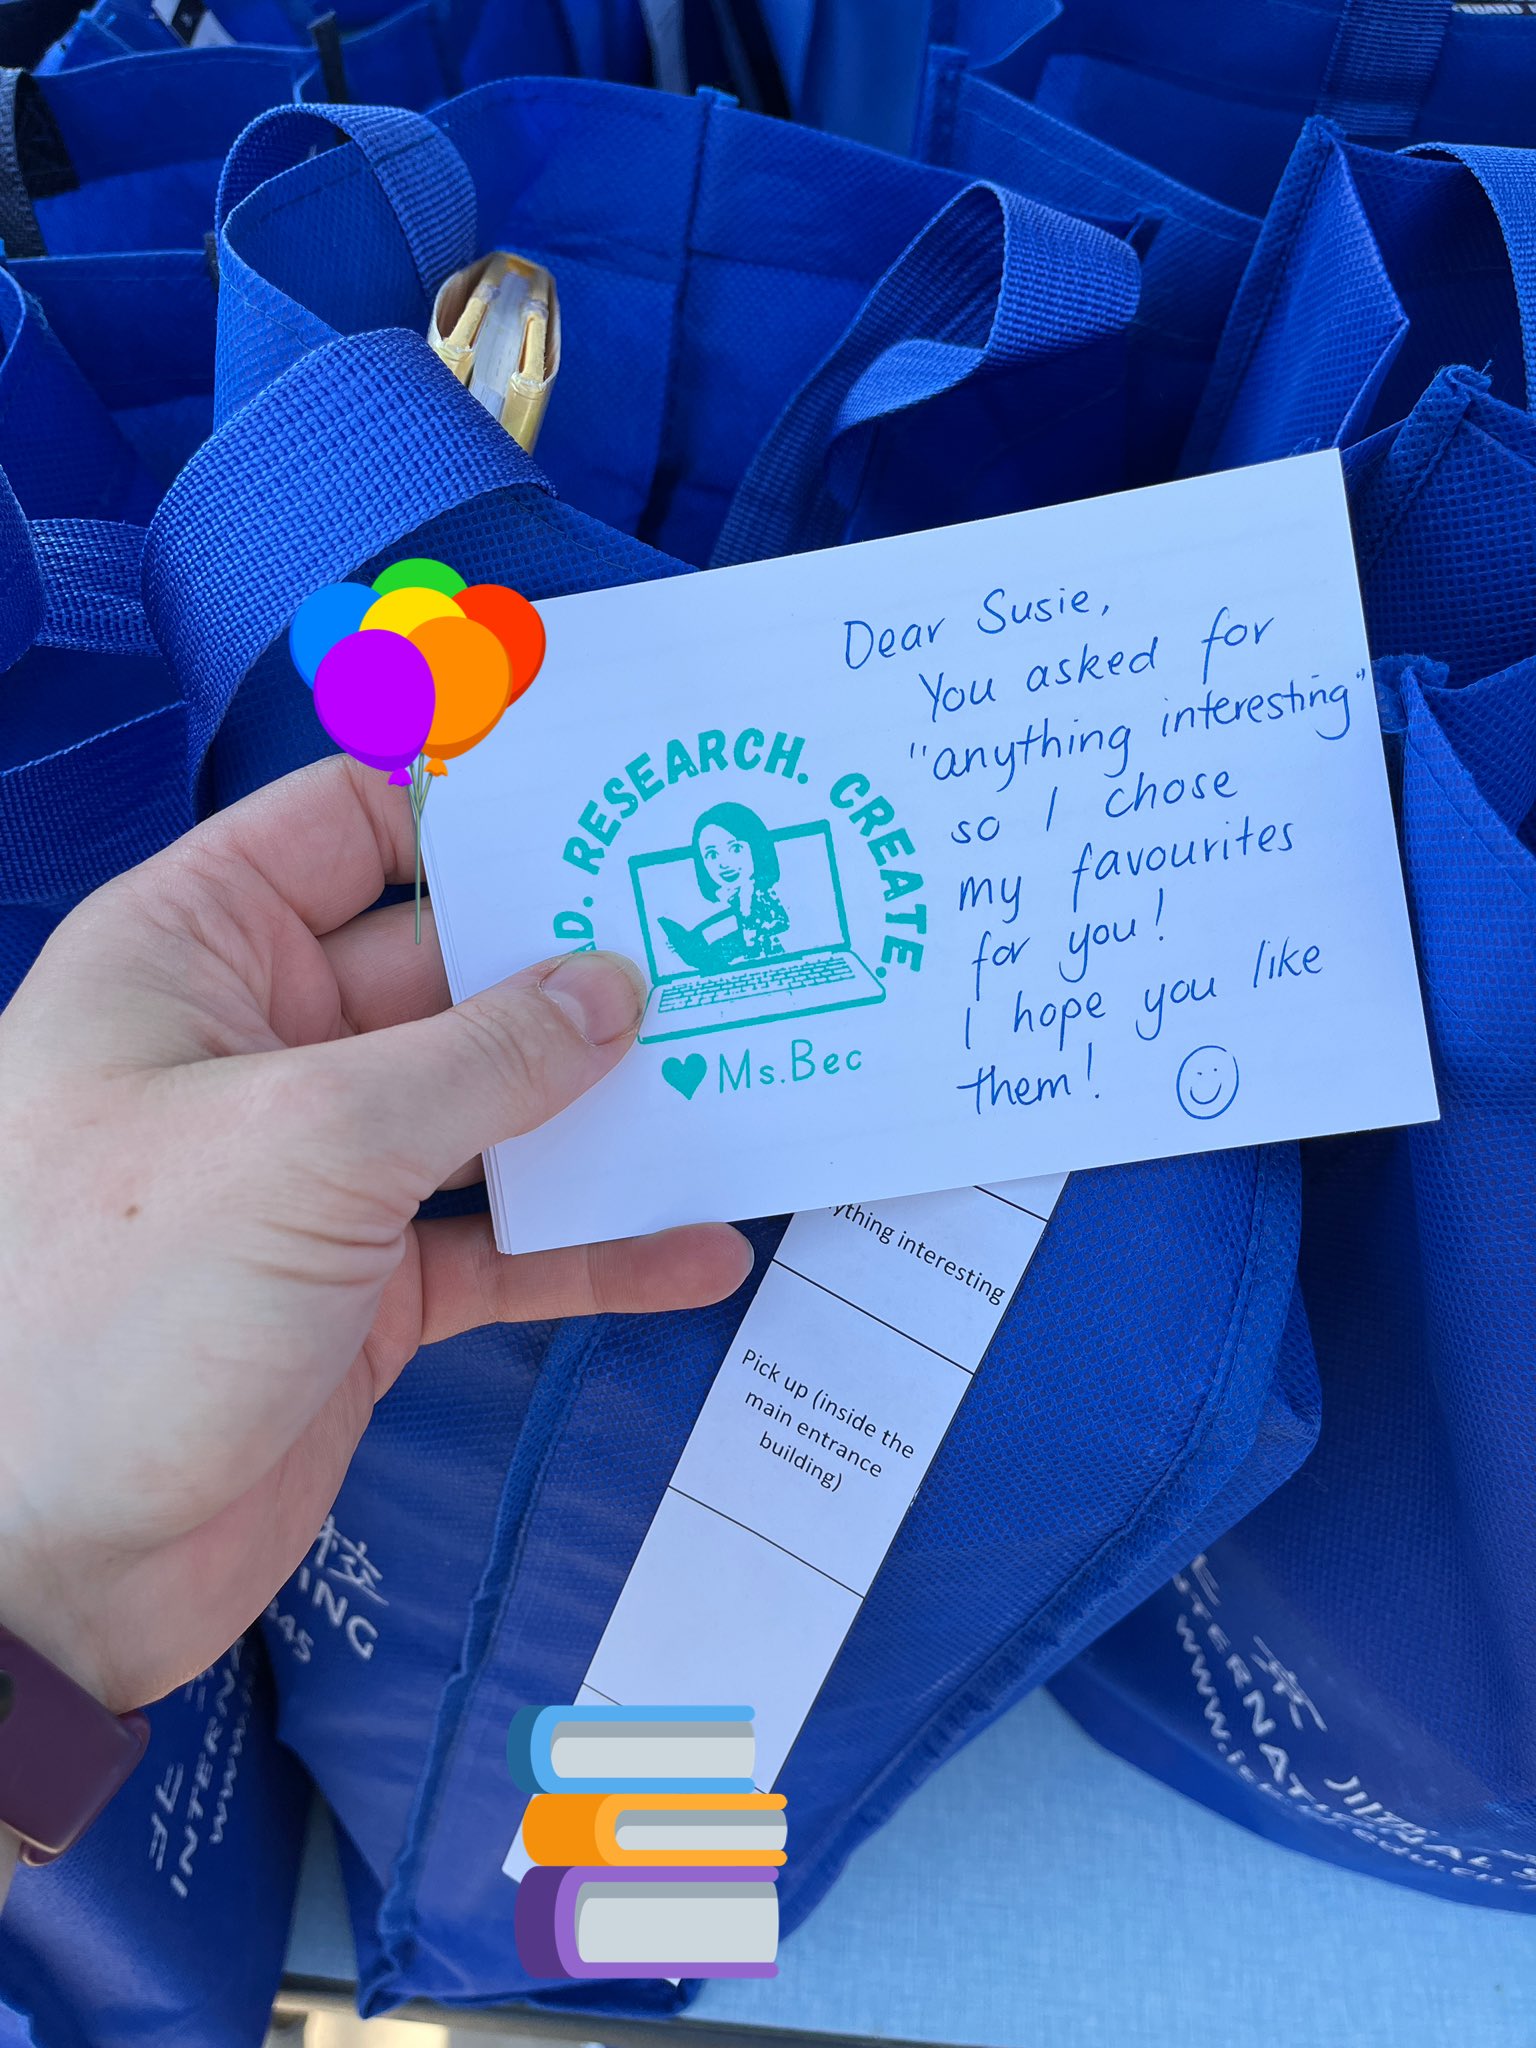 Dear Susie,
You asked for
"anything interesting"
so I chose
my favourites
for you!
I hope you like
them!
RESEARCH. CREATE.
Ms. Bec
interesting
Pick up (inside the
main entrance
building)